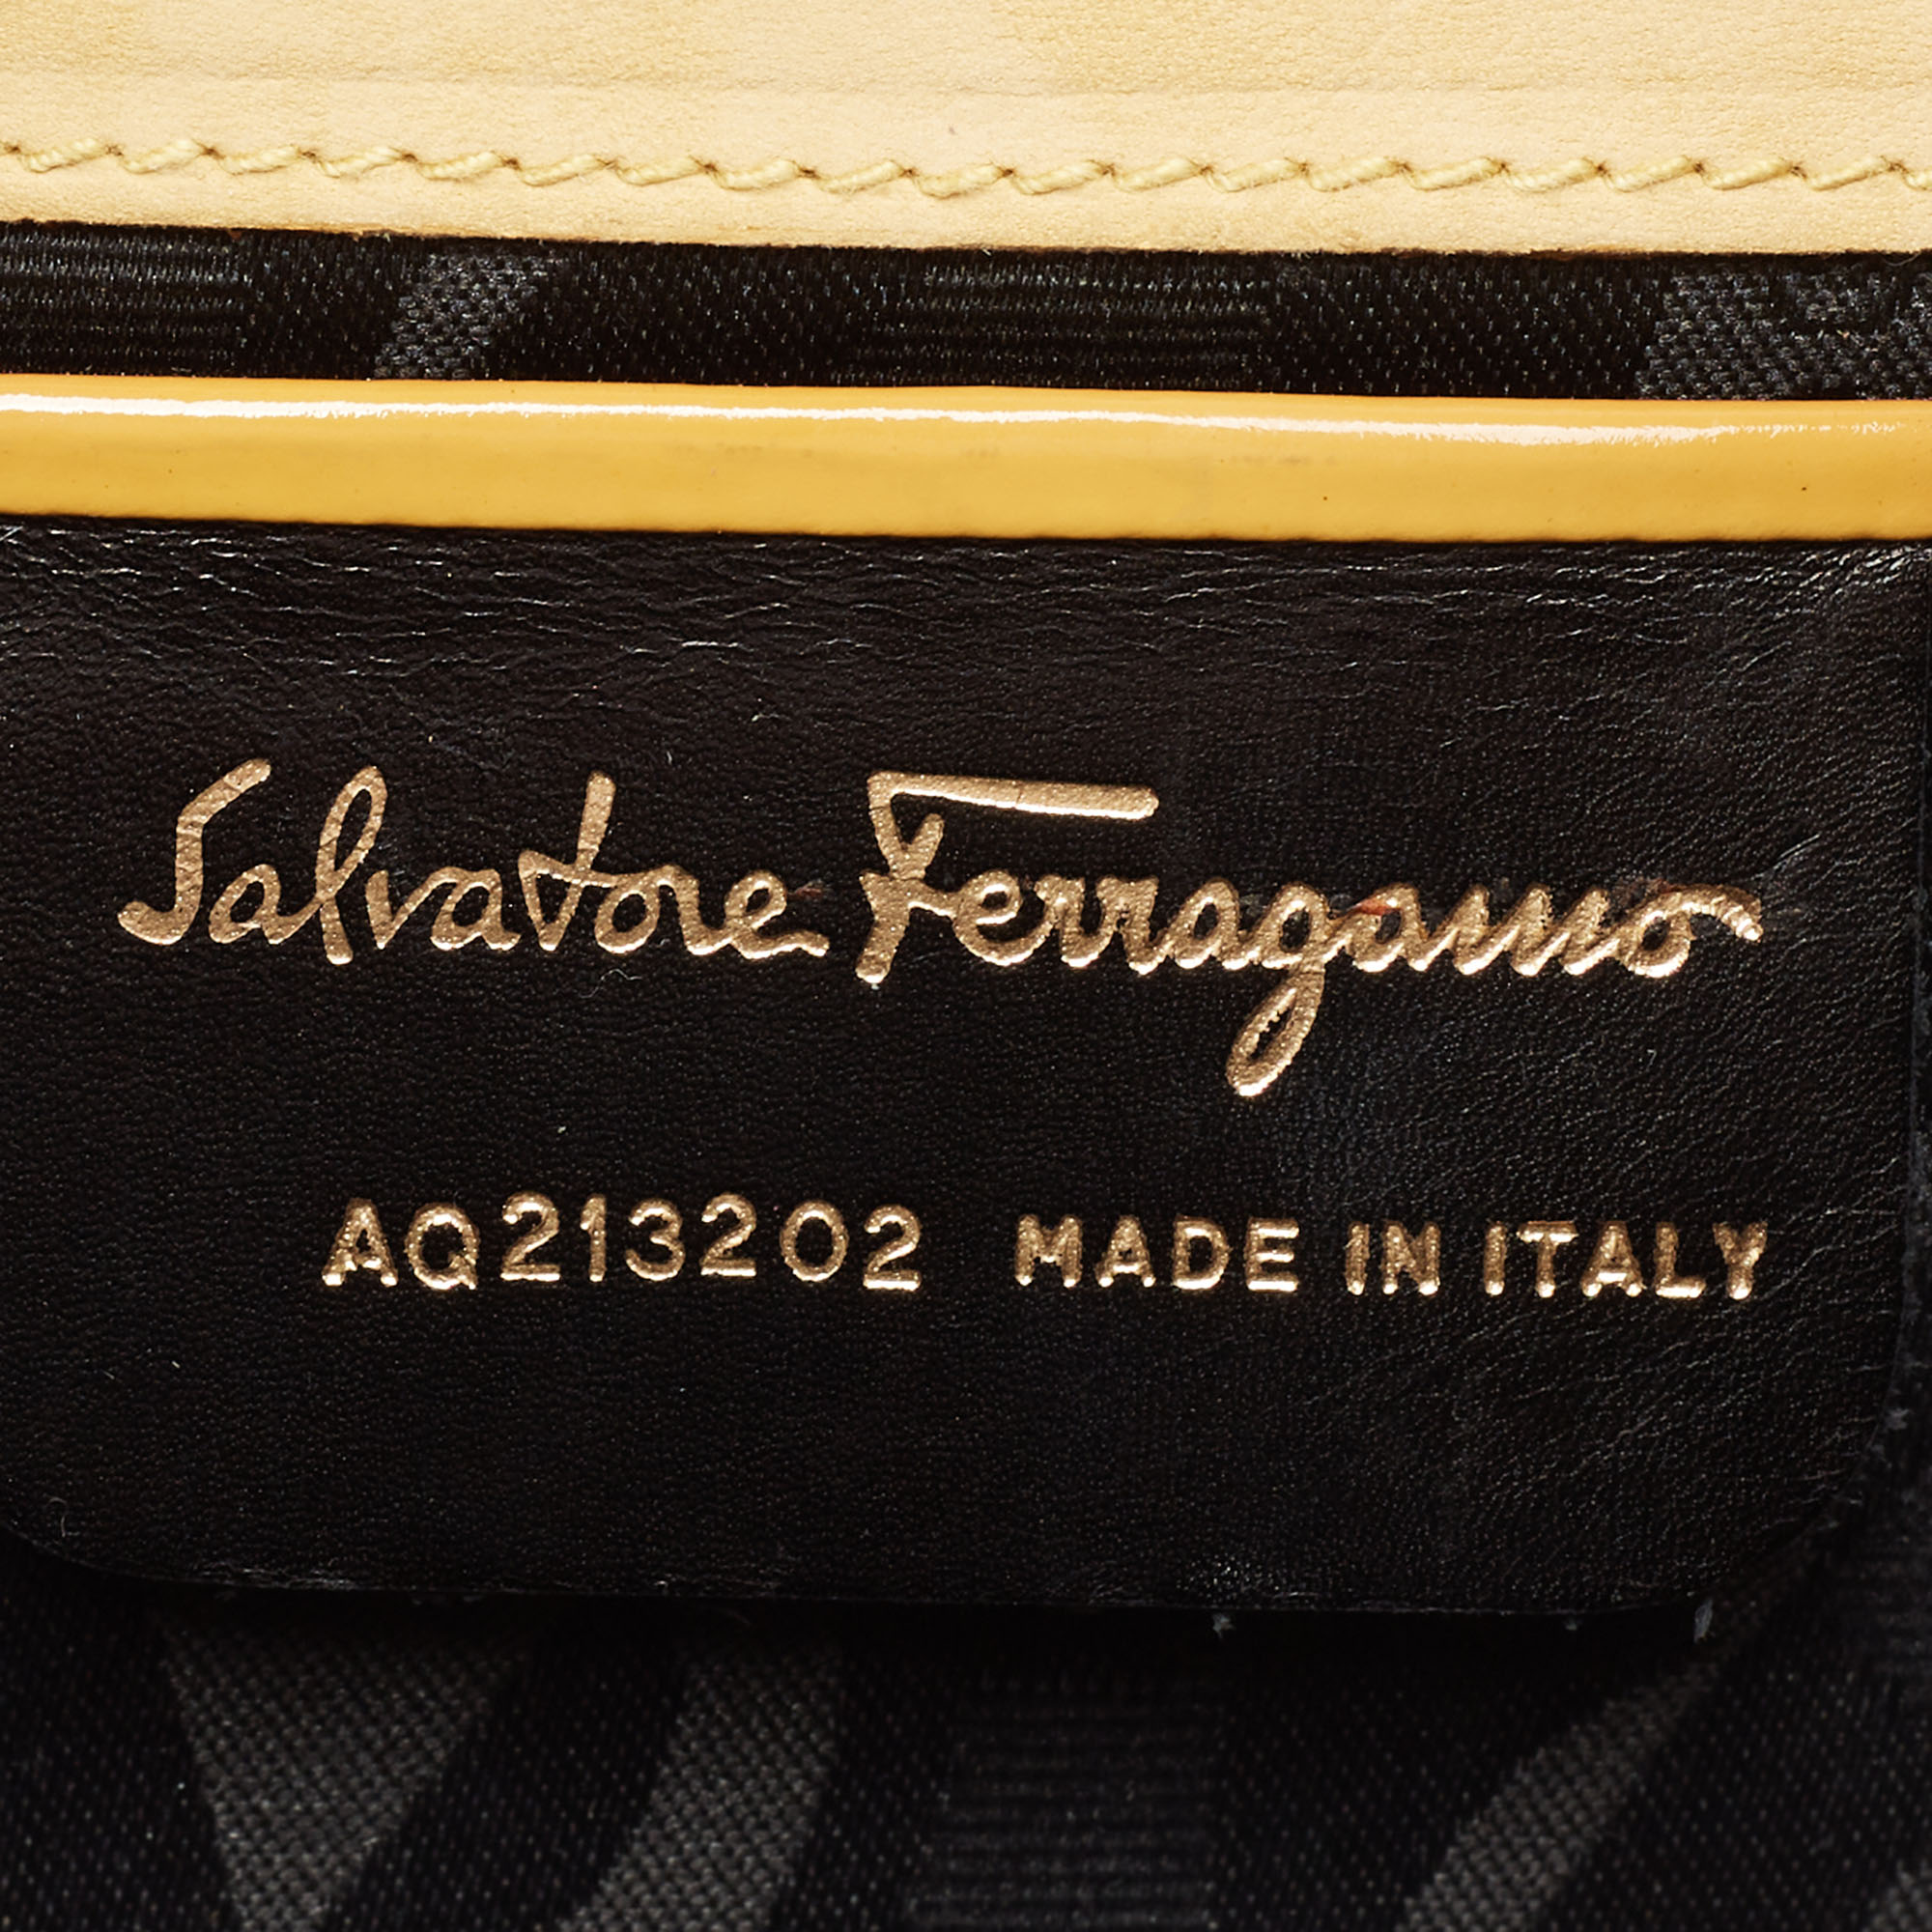 Salvatore Ferragamo
AQ213202 MADE IN ITALY